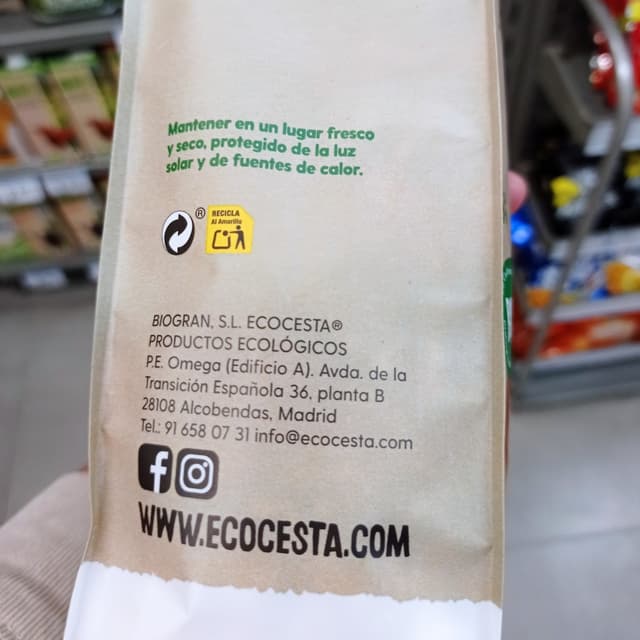 Mantener en un lugar fresco
y seco, protegido de la luz
solar y de fuentes de calor.
®
RECICLA
Al Amarillo
BIOGRAN, S.L. ECOCESTA®
PRODUCTOS ECOLÓGICOS
P.E. Omega (Edificio A). Avda. de la
Transición Española 36, planta B
28108 Alcobendas, Madrid
Tel.: 91 658 07 31 info@ecocesta.com
WWW.ECOCESTA.COM